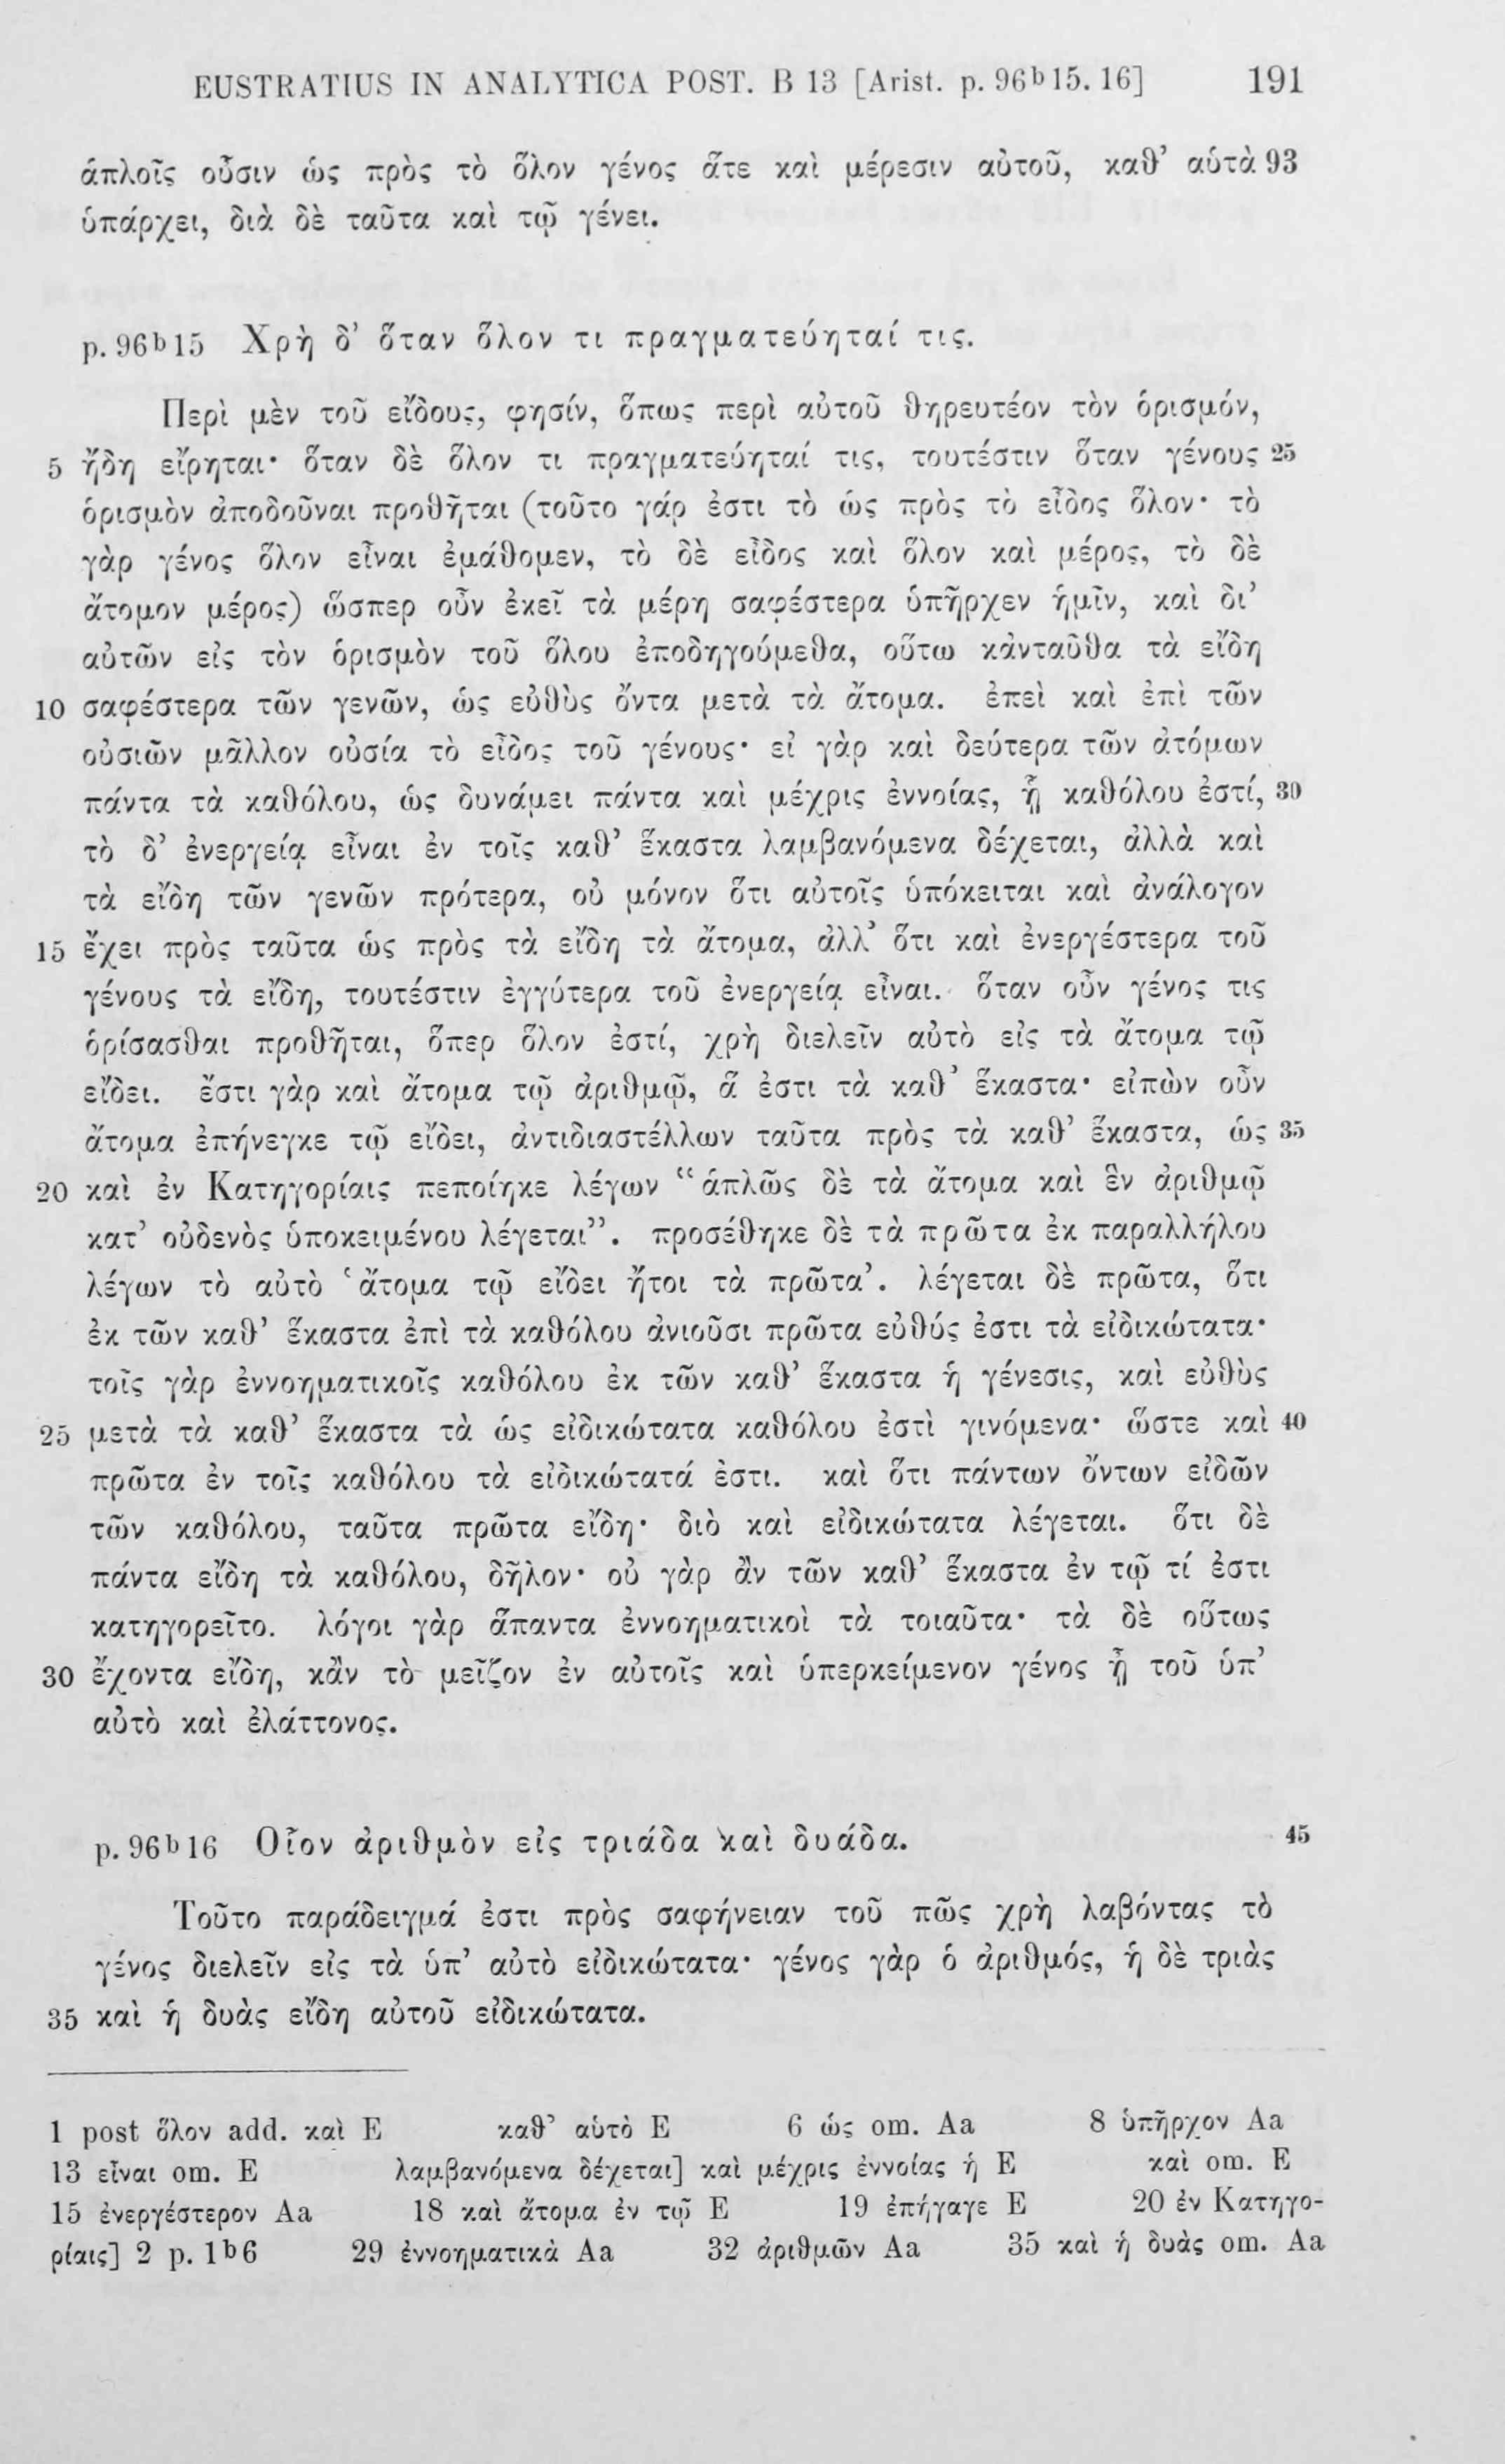 EUSTRATIUS IN ANALYTICA POST. B 13 [Arist. p. 96ᵇ15. 16] 191
ἁπλοῖς οὖσιν ὡς πρὸς τὸ ὅλον γένος ἅτε καὶ μέρεσιν αὐτοῦ, καθ’ αὑτὰ 93
ὑπάρχει, διὰ δὲ ταῦτα καὶ τῷ γένει.
p. 96ᵇ15 Χρὴ δ’ ὅταν ὅλον τι πραγματεύηταί τις.
Περὶ μὲν τοῦ εἴδους, φησίν, ὅπως περὶ αὐτοῦ θηρευτέον τὸν ὁρισμόν,
5 ἤδη εἴρηται· ὅταν δὲ ὅλον τι πραγματεύηταί τις, τουτέστιν ὅταν γένους 25
ὁρισμὸν ἀποδοῦναι προθῆται (τοῦτο γάρ ἐστι τὸ ὡς πρὸς τὸ εἶδος ὅλον· τὸ
γὰρ γένος ὅλον εἶναι ἐμάθομεν, τὸ δὲ εἶδος καὶ ὅλον καὶ μέρος, τὸ δὲ
ἄτομον μέρος) ὥσπερ οὖν ἐκεῖ τὰ μέρη σαφέστερα ὑπῆρχεν ἡμῖν, καὶ δι’
αὐτῶν εἰς τὸν ὁρισμὸν τοῦ ὅλου ἐποδηγούμεθα, οὕτω κἀνταῦθα τὰ εἴδη
10 σαφέστερα τῶν γενῶν, ὡς εὐθὺς ὄντα μετὰ τὰ ἄτομα. ἐπεὶ καὶ ἐπὶ τῶν
οὐσιῶν μᾶλλον οὐσία τὸ εἶδος τοῦ γένους· εἰ γὰρ καὶ δεύτερα τῶν ἀτόμων
πάντα τὰ καθόλου, ὡς δυνάμει πάντα καὶ μέχρις ἐννοίας, ᾗ καθόλου ἐστί, 30
τὸ δ’ ἐνεργείᾳ εἶναι ἐν τοῖς καθ’ ἕκαστα λαμβανόμενα δέχεται, ἀλλὰ καὶ
τὰ εἴδη τῶν γενῶν πρότερα, οὐ μόνον ὅτι αὐτοῖς ὑπόκειται καὶ ἀνάλογον
15 ἔχει πρὸς ταῦτα ὡς πρὸς τὰ εἴδη τὰ ἄτομα, ἀλλ’ ὅτι καὶ ἐνεργέστερα τοῦ
γένους τὰ εἴδη, τουτέστιν ἐγγύτερα τοῦ ἐνεργείᾳ εἶναι. ὅταν οὖν γένος τις
ὁρίσασθαι προθῆται, ὅπερ ὅλον ἐστί, χρὴ διελεῖν αὐτὸ εἰς τὰ ἄτομα τῷ
εἴδει. ἔστι γὰρ καὶ ἄτομα τῷ ἀριθμῷ, ἅ ἐστι τὰ καθ’ ἕκαστα· εἰπὼν οὖν
ἄτομα ἐπήνεγκε τῷ εἴδει, ἀντιδιαστέλλων ταῦτα πρὸς τὰ καθ’ ἕκαστα, ὡς 35
20 καὶ ἐν Κατηγορίαις πεποίηκε λέγων “ἁπλῶς δὲ τὰ ἄτομα καὶ ἓν ἀριθμῷ
κατ’ οὐδενὸς ὑποκειμένου λέγεται”. προσέθηκε δὲ τὰ πρῶτα ἐκ παραλλήλου
λέγων τὸ αὐτὸ ‘ἄτομα τῷ εἴδει ἤτοι τὰ πρῶτα’. λέγεται δὲ πρῶτα, ὅτι
ἐκ τῶν καθ’ ἕκαστα ἐπὶ τὰ καθόλου ἀνιοῦσι πρῶτα εὐθύς ἐστι τὰ εἰδικώτατα·
τοῖς γὰρ ἐννοηματικοῖς καθόλου ἐκ τῶν καθ’ ἕκαστα ἡ γένεσις, καὶ εὐθὺς
25 μετὰ τὰ καθ’ ἕκαστα τὰ ὡς εἰδικώτατα καθόλου ἐστὶ γινόμενα· ὥστε καὶ 40
πρῶτα ἐν τοῖς καθόλου τὰ εἰδικώτατά ἐστι. καὶ ὅτι πάντων ὄντων εἰδῶν
τῶν καθόλου, ταῦτα πρῶτα εἴδη· διὸ καὶ εἰδικώτατα λέγεται. ὅτι δὲ
πάντα εἴδη τὰ καθόλου, δῆλον· οὐ γὰρ ἂν τῶν καθ’ ἕκαστα ἐν τῷ τί ἐστι
κατηγορεῖτο. λόγοι γὰρ ἅπαντα ἐννοηματικοὶ τὰ τοιαῦτα· τὰ δὲ οὕτως
30 ἔχοντα εἴδη, κἂν τὸ μεῖζον ἐν αὐτοῖς καὶ ὑπερκείμενον γένος ᾖ τοῦ ὑπ’
αὐτὸ καὶ ἐλάττονος.
p. 96ᵇ16 Οἷον ἀριθμὸν εἰς τριάδα καὶ δυάδα. 45
Τοῦτο παράδειγμά ἐστι πρὸς σαφήνειαν τοῦ πῶς χρὴ λαβόντας τὸ
γένος διελεῖν εἰς τὰ ὑπ’ αὐτὸ εἰδικώτατα· γένος γὰρ ὁ ἀριθμός, ἡ δὲ τριὰς
35 καὶ ἡ δυὰς εἴδη αὐτοῦ εἰδικώτατα.
1 post ὅλον add. καὶ E καθ’ αὑτὸ E 6 ὡς om. Aa 8 ὑπῆρχον Aa
13 εἶναι om. E λαμβανόμενα δέχεται] καὶ μέχρις ἐννοίας ἡ E καὶ om. E
15 ἐνεργέστερον Aa 18 καὶ ἄτομα ἐν τῷ E 19 ἐπήγαγε E 20 ἐν Κατηγο-
ρίαις] 2 p. 1ᵇ6 29 ἐννοηματικὰ Aa 32 ἀριθμῶν Aa 35 καὶ ἡ δυὰς om. Aa